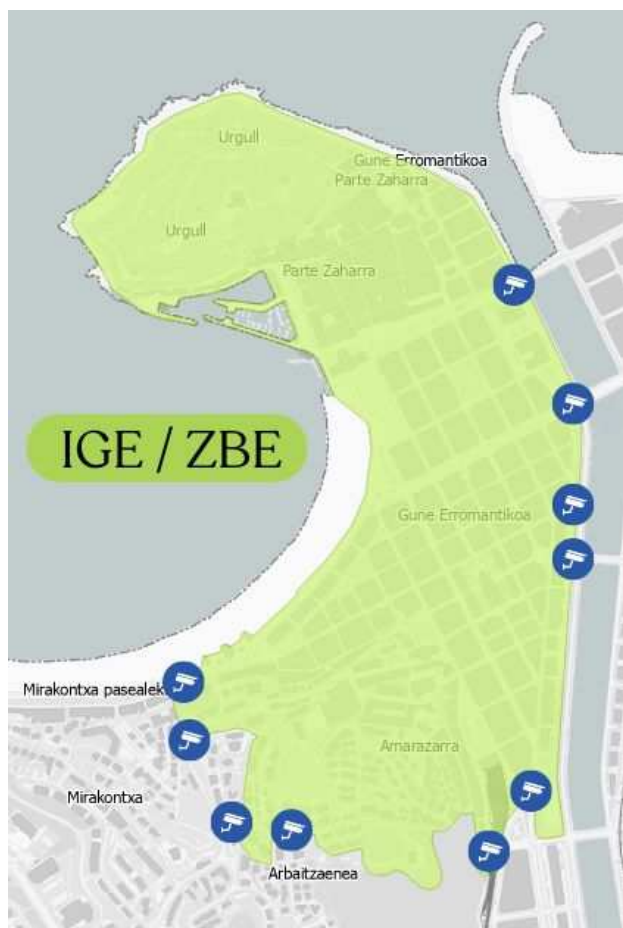 Urgull
Gune Erromantikoa
Parte Zaharra
Urgull
Parte Zaharra
IGE / ZBE
Gune Erromantikoa
Mirakontxa pasealek
Amarazarra
Mirakontxa
Arbaitzaenea